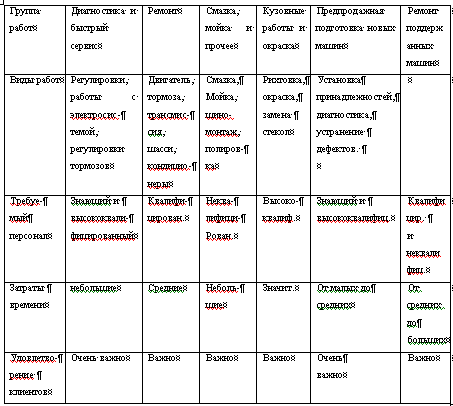 Группа
работ
Диагностика и
быстрый
сервис
Ремонт
Смазка,
мойка и
прочее
Кузовные
работы и
окраска
Предпродажная
подготовка новых
машин
Ремонт
поддерж
анных
машин
Виды работ
Регулировки,
работы с
электросис-
темой,
регулировки
тормозов
Двигатель,
тормоза,
трансмис-
сия,
шасси,
кондицио-
неры
Смазка,
Мойка,
шино-
монтаж,
полиров-
ка
Рихтовка,
окраска,
замена
стекол
Установка
принадлежностей,
диагностика,
устранение
дефектов.
Требуе-
мый
персонал
Знающий и
высококвали-
фицированный
Квалифи-
цирован.
Неква-
лифици-
Рован.
Высоко-
квалиф.
Знающий и
высококвалифиц.
Квалифи
цир.
и
неквали
фиц.
Затраты
времени
небольшие
Средние
Неболь-
шие
Значит.
От малых до
средних
От
средних
до
больших
Удовлетво-
рение
клиентов
Очень важно
Важно
Важно
Важно
Очень
важно
Важно